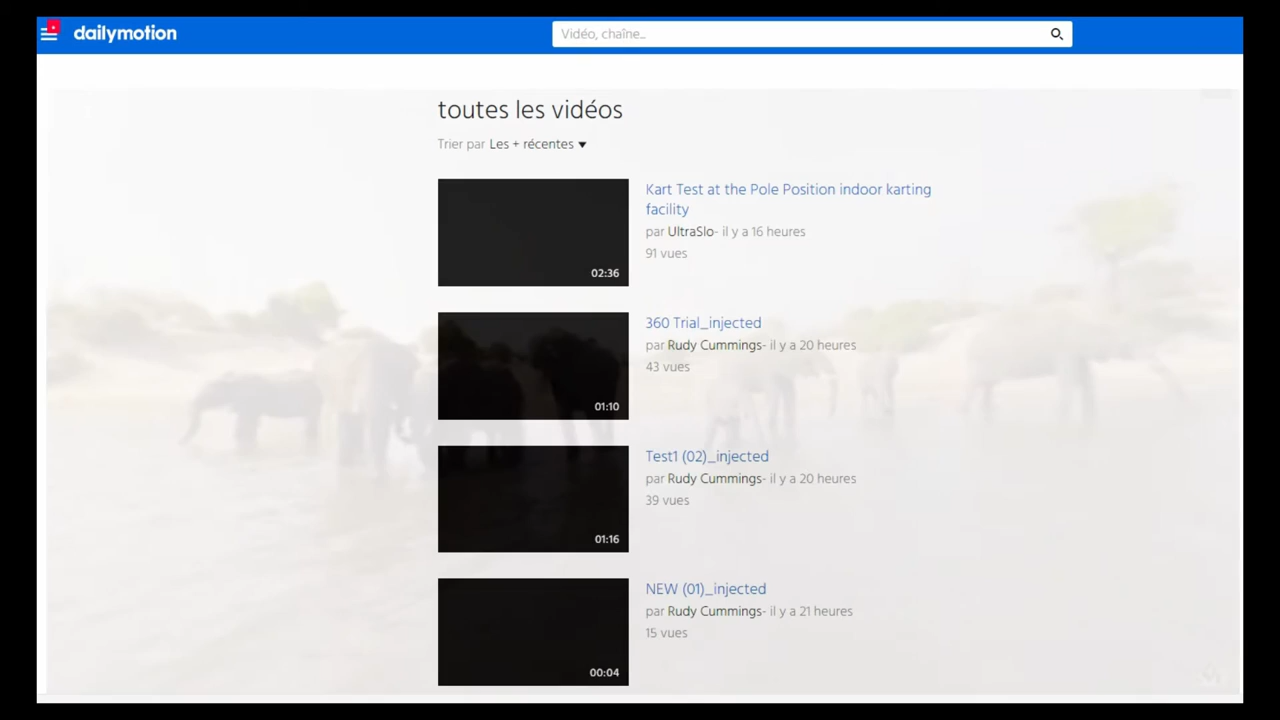 dailymotion
Vidéo, chaîne...
toutes les vidéos
Trier par Les + récentes
Kart Test at the Pole Position indoor karting
facility
par UltraSlo- il y a 16 heures
91 vues
02:36
360 Trial_injected
par Rudy Cummings- il y a 20 heures
43 vues
01:10
Test1 (02)_injected
par Rudy Cummings- il y a 20 heures
39 vues
01:16
NEW (01)_injected
par Rudy Cummings- il y a 21 heures
15 vues
00:04